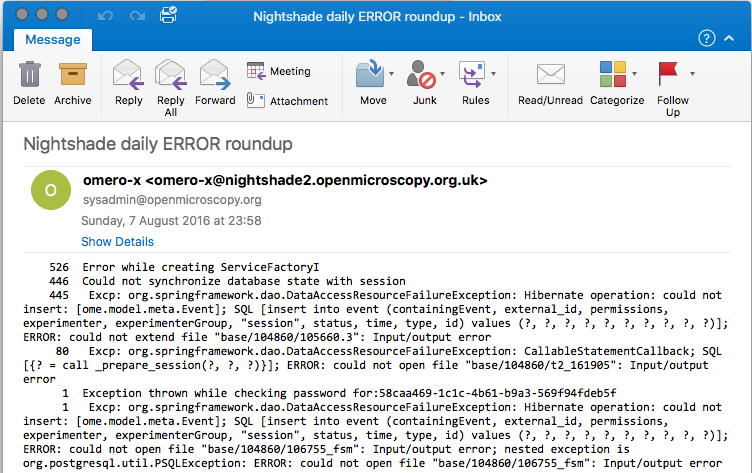 Nightshade daily ERROR roundup - Inbox
Message
?
Delete
Archive
Reply
Reply All
Forward
Meeting
Attachment
Move
Junk
Rules
Read/Unread
Categorize
Follow Up
Nightshade daily ERROR roundup
O
omero-x <omero-x@nightshade2.openmicroscopy.org.uk>
sysadmin@openmicroscopy.org
Sunday, 7 August 2016 at 23:58
Show Details
526 Error while creating ServiceFactoryI
446 Could not synchronize database state with session
445 Excp: org.springframework.dao.DataAccessResourceFailureException: Hibernate operation: could not
insert: [ome.model.meta.Event]; SQL [insert into event (containingEvent, external_id, permissions,
experimenter, experimenterGroup, "session", status, time, type, id) values (?, ?, ?, ?, ?, ?, ?, ?, ?, ?)];
ERROR: could not extend file "base/104860/105660.3": Input/output error
80 Excp: org.springframework.dao.DataAccessResourceFailureException: CallableStatementCallback; SQL
[{? = call _prepare_session(?, ?, ?)}]; ERROR: could not open file "base/104860/t2_161905": Input/output
error
1 Exception thrown while checking password for:58caa469-1c1c-4b61-b9a3-569f94fdeb5f
1 Excp: org.springframework.dao.DataAccessResourceFailureException: Hibernate operation: could not
insert: [ome.model.meta.Event]; SQL [insert into event (containingEvent, external_id, permissions,
experimenter, experimenterGroup, "session", status, time, type, id) values (?, ?, ?, ?, ?, ?, ?, ?, ?, ?)];
ERROR: could not open file "base/104860/106755_fsm": Input/output error; nested exception is
org.postgresql.util.PSQLException: ERROR: could not open file "base/104860/106755_fsm": Input/output error